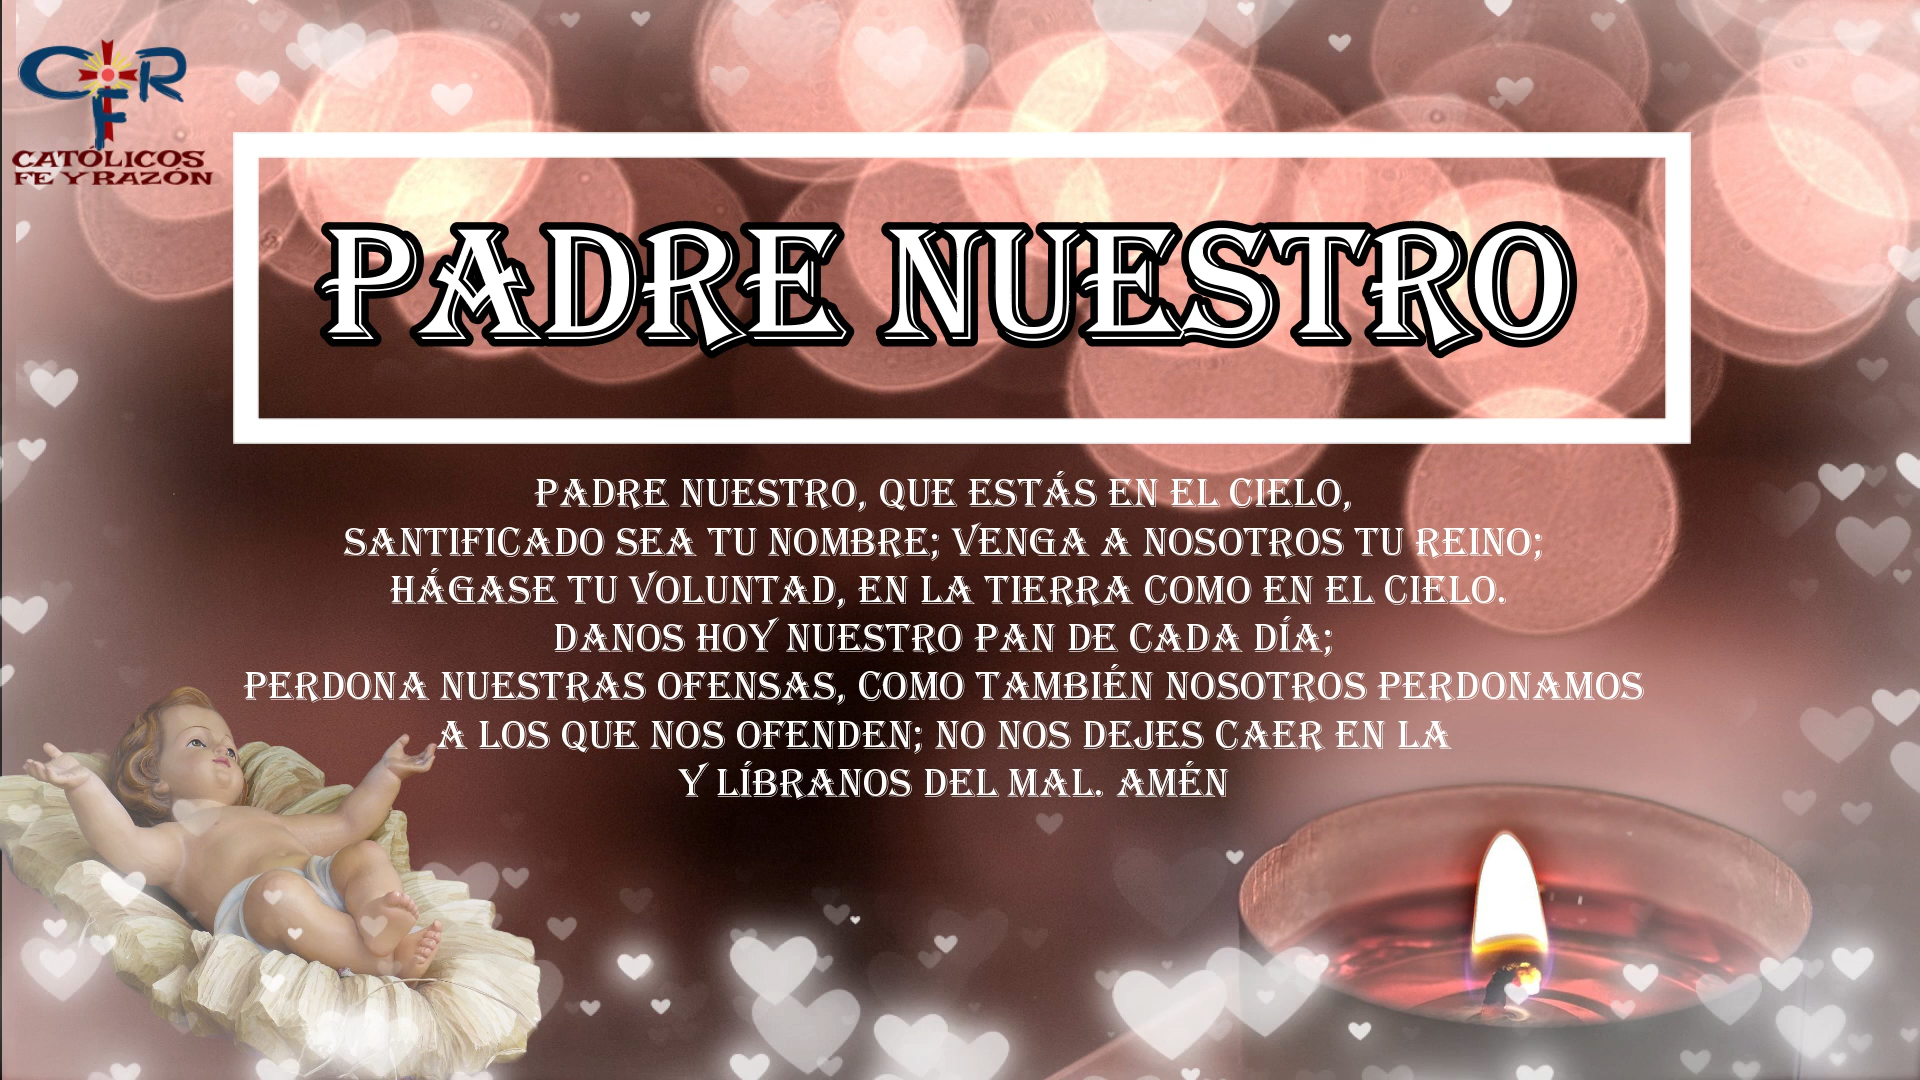 CFR
CATÓLICOS
FE Y RAZÓN
PADRE NUESTRO
PADRE NUESTRO, QUE ESTÁS EN EL CIELO,
SANTIFICADO SEA TU NOMBRE; VENGA A NOSOTROS TU REINO;
HÁGASE TU VOLUNTAD, EN LA TIERRA COMO EN EL CIELO.
DANOS HOY NUESTRO PAN DE CADA DÍA;
PERDONA NUESTRAS OFENSAS, COMO TAMBIÉN NOSOTROS PERDONAMOS
A LOS QUE NOS OFENDEN; NO NOS DEJES CAER EN LA
Y LÍBRANOS DEL MAL. AMÉN